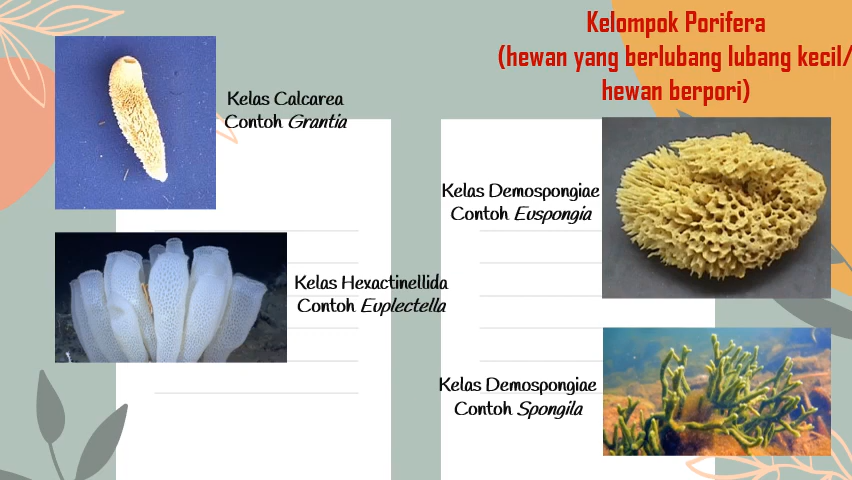 Kelompok Porifera
(hewan yang berlubang lubang kecil/
hewan berpori)
Kelas Calcarea
Contoh Grantia
Kelas Hexactinellida
Contoh Euplectella
Kelas Demospongiae
Contoh Euspongia
Kelas Demospongiae
Contoh Spongila